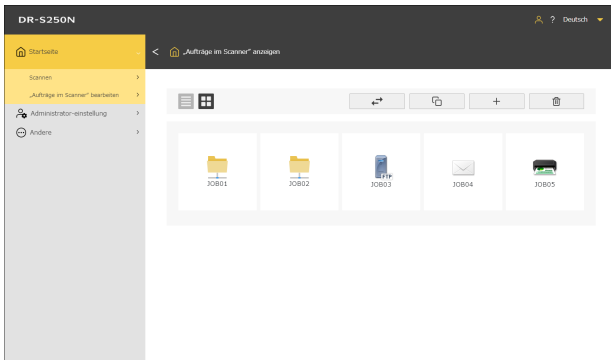 DR-S250N
? Deutsch
Startseite
< „Aufträge im Scanner" anzeigen
Scannen
„Aufträge im Scanner" bearbeiten
Administrator-einstellung
Andere
FTP
JOB01 JOB02 JOB03 JOB04 JOB05